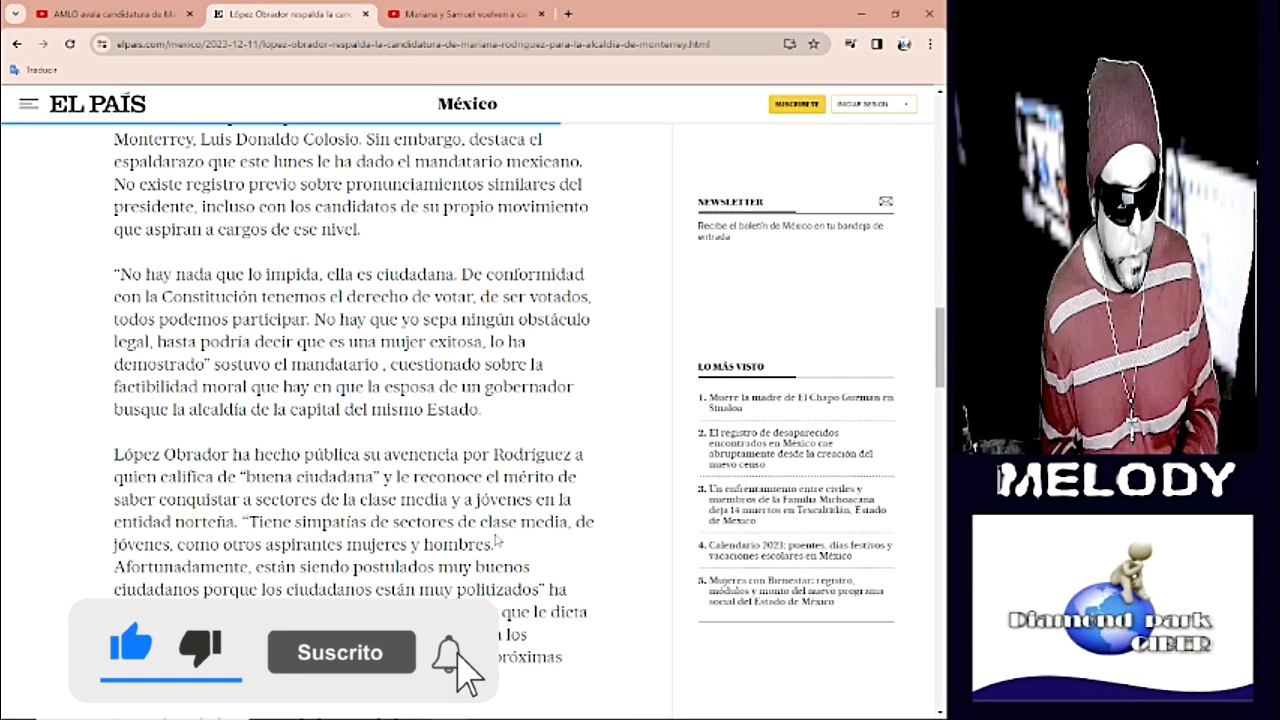 AMLO avala candidatura de Ma
López Obrador respalda la can
Mariana y Samuel vuelven a ca
elpais.com/mexico/2023-12-11/lopez-obrador-respalda-la-candidatura-de-mariana-rodriguez-para-la-alcaldia-de-monterrey.html
Traducir
EL PAÍS
México
SUSCRÍBETE
INICIAR SESIÓN
Monterrey, Luis Donaldo Colosio. Sin embargo, destaca el
espaldarazo que este lunes le ha dado el mandatario mexicano.
No existe registro previo sobre pronunciamientos similares del
presidente, incluso con los candidatos de su propio movimiento
que aspiran a cargos de ese nivel.
“No hay nada que lo impida, ella es ciudadana. De conformidad
con la Constitución tenemos el derecho de votar, de ser votados,
todos podemos participar. No hay que yo sepa ningún obstáculo
legal, hasta podría decir que es una mujer exitosa, lo ha
demostrado” sostuvo el mandatario , cuestionado sobre la
factibilidad moral que hay en que la esposa de un gobernador
busque la alcaldía de la capital del mismo Estado.
López Obrador ha hecho pública su avenencia por Rodríguez a
quien califica de “buena ciudadana” y le reconoce el mérito de
saber conquistar a sectores de la clase media y a jóvenes en la
entidad norteña. “Tiene simpatías de sectores de clase media, de
jóvenes, como otros aspirantes mujeres y hombres.
Afortunadamente, están siendo postulados muy buenos
ciudadanos porque los ciudadanos están muy politizados” ha
que le dicta
los
próximas
NEWSLETTER
Recibe el boletín de México en tu bandeja de
entrada
LO MÁS VISTO
1. Muere la madre de El Chapo Guzmán en
Sinaloa
2. El registro de desaparecidos
encontrados en México cae
abruptamente desde la creación del
nuevo censo
3. Un enfrentamiento entre civiles y
miembros de la Familia Michoacana
deja 14 muertos en Texcaltitlán, Estado
de México
4. Calendario 2023: puentes, días festivos y
vacaciones escolares en México
5. Mujeres con Bienestar: registro,
módulos y monto del nuevo programa
social del Estado de México
Suscrito
MELODY
Diamond park
CIBER